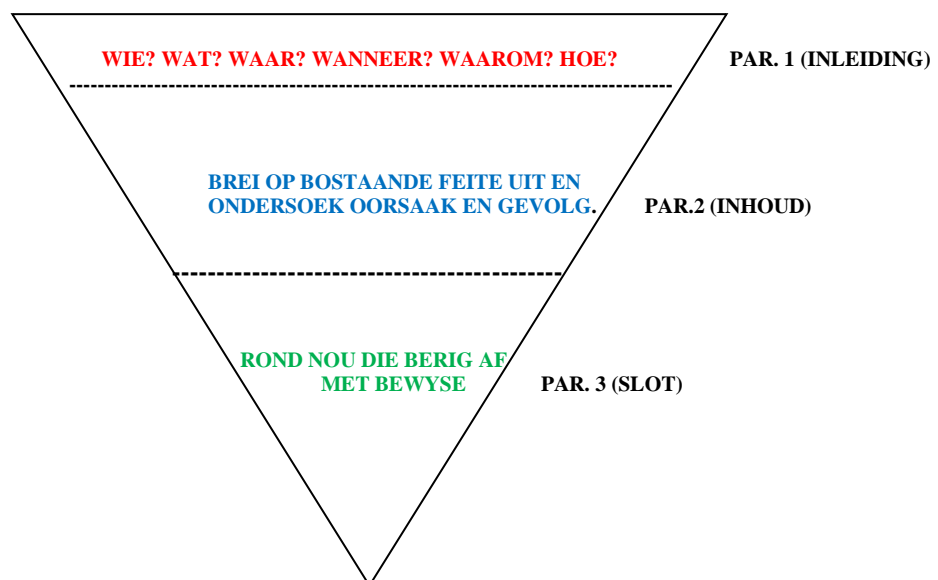 WIE? WAT? WAAR? WANNEER? WAAROM? HOE? PAR. 1 (INLEIDING)
BREI OP BOSTAANDE FEITE UIT EN
ONDERSOEK OORSAAK EN GEVOLG. PAR.2 (INHOUD)
ROND NOU DIE BERIG AF
MET BEWYSE PAR. 3 (SLOT)